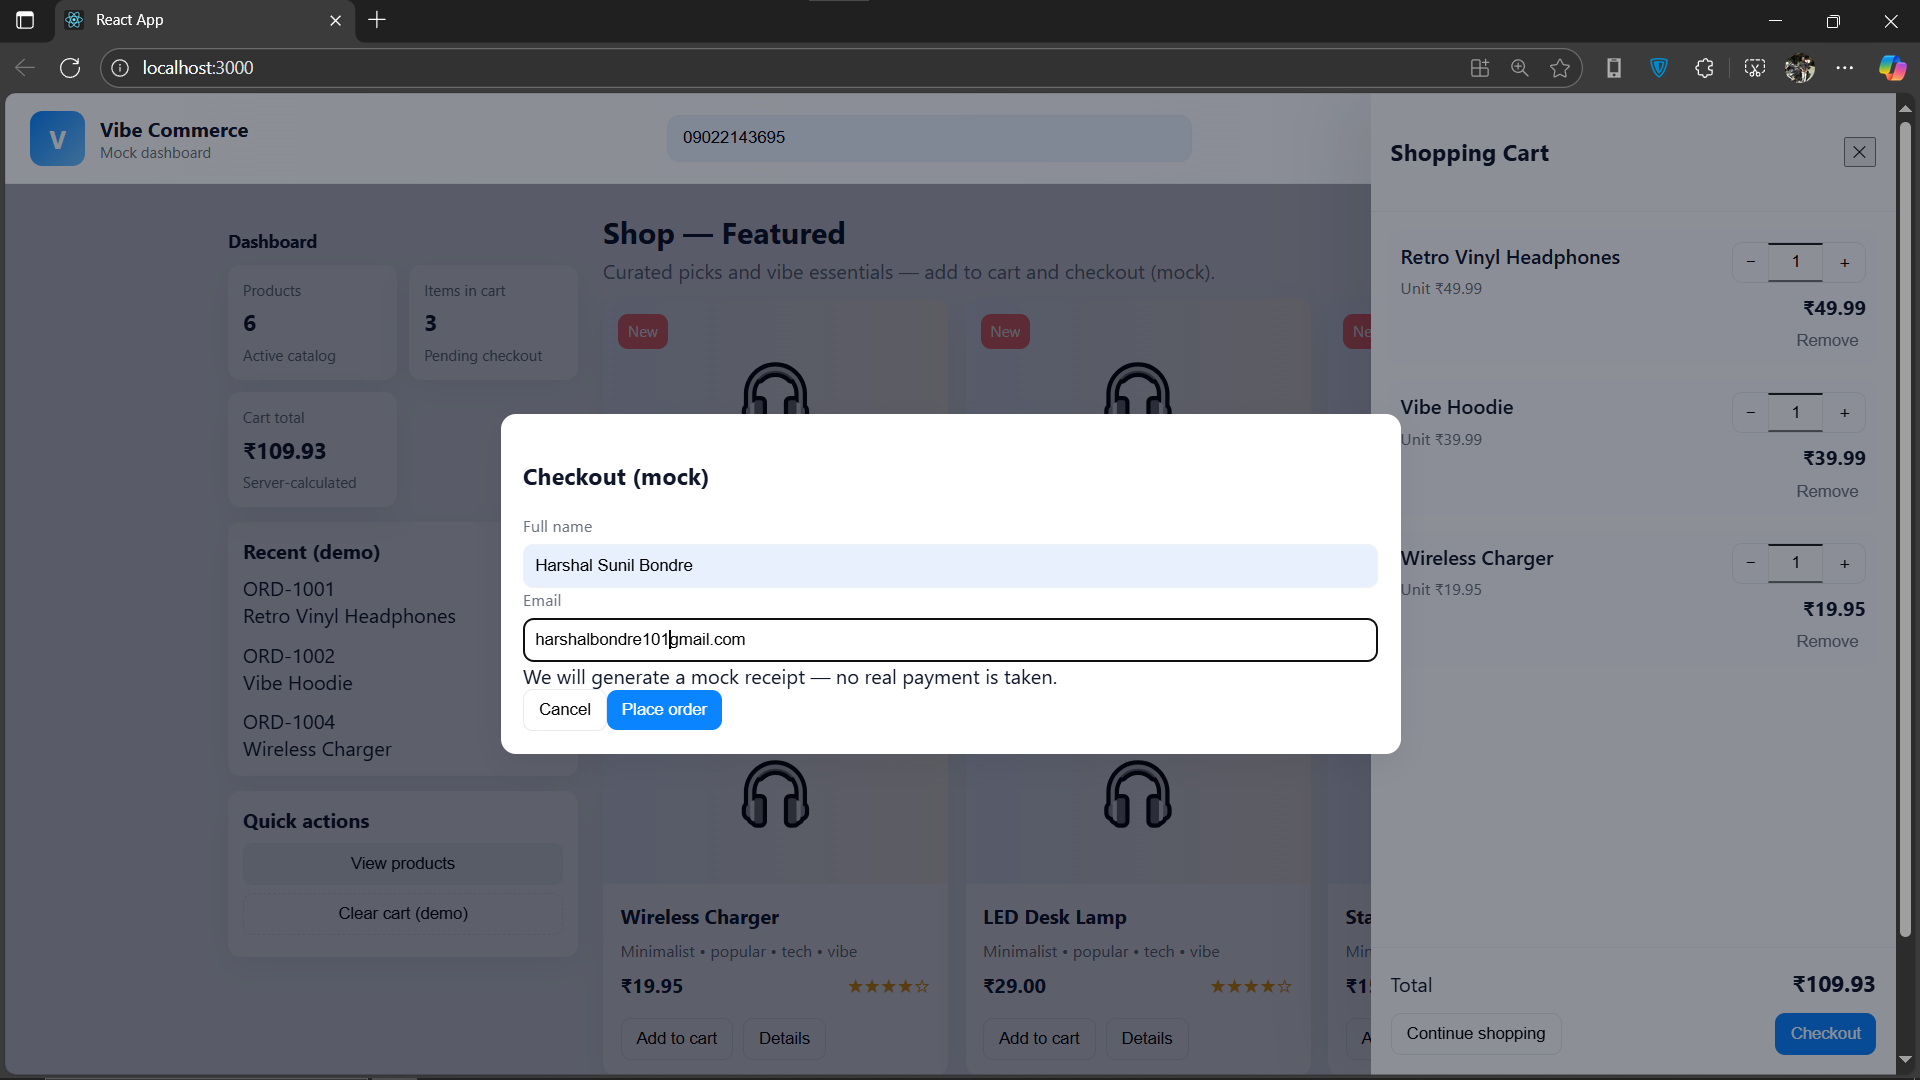 React App
localhost:3000
V
Vibe Commerce
Mock dashboard
09022143695
Dashboard
Products
6
Active catalog
Items in cart
3
Pending checkout
Cart total
₹109.93
Server-calculated
Recent (demo)
ORD-1001
Retro Vinyl Headphones
ORD-1002
Vibe Hoodie
ORD-1004
Wireless Charger
Quick actions
View products
Clear cart (demo)
Shop — Featured
Curated picks and vibe essentials — add to cart and checkout (mock).
New
New
Ne
Checkout (mock)
Full name
Harshal Sunil Bondre
Email
harshalbondre101gmail.com
We will generate a mock receipt — no real payment is taken.
Cancel
Place order
Wireless Charger
Minimalist • popular • tech • vibe
₹19.95
★★★★☆
Add to cart
Details
LED Desk Lamp
Minimalist • popular • tech • vibe
₹29.00
★★★★☆
Add to cart
Details
Sta
Min
₹1
A
Shopping Cart
Retro Vinyl Headphones
Unit ₹49.99
− 1 +
₹49.99
Remove
Vibe Hoodie
Unit ₹39.99
− 1 +
₹39.99
Remove
Wireless Charger
Unit ₹19.95
− 1 +
₹19.95
Remove
Total
₹109.93
Continue shopping
Checkout